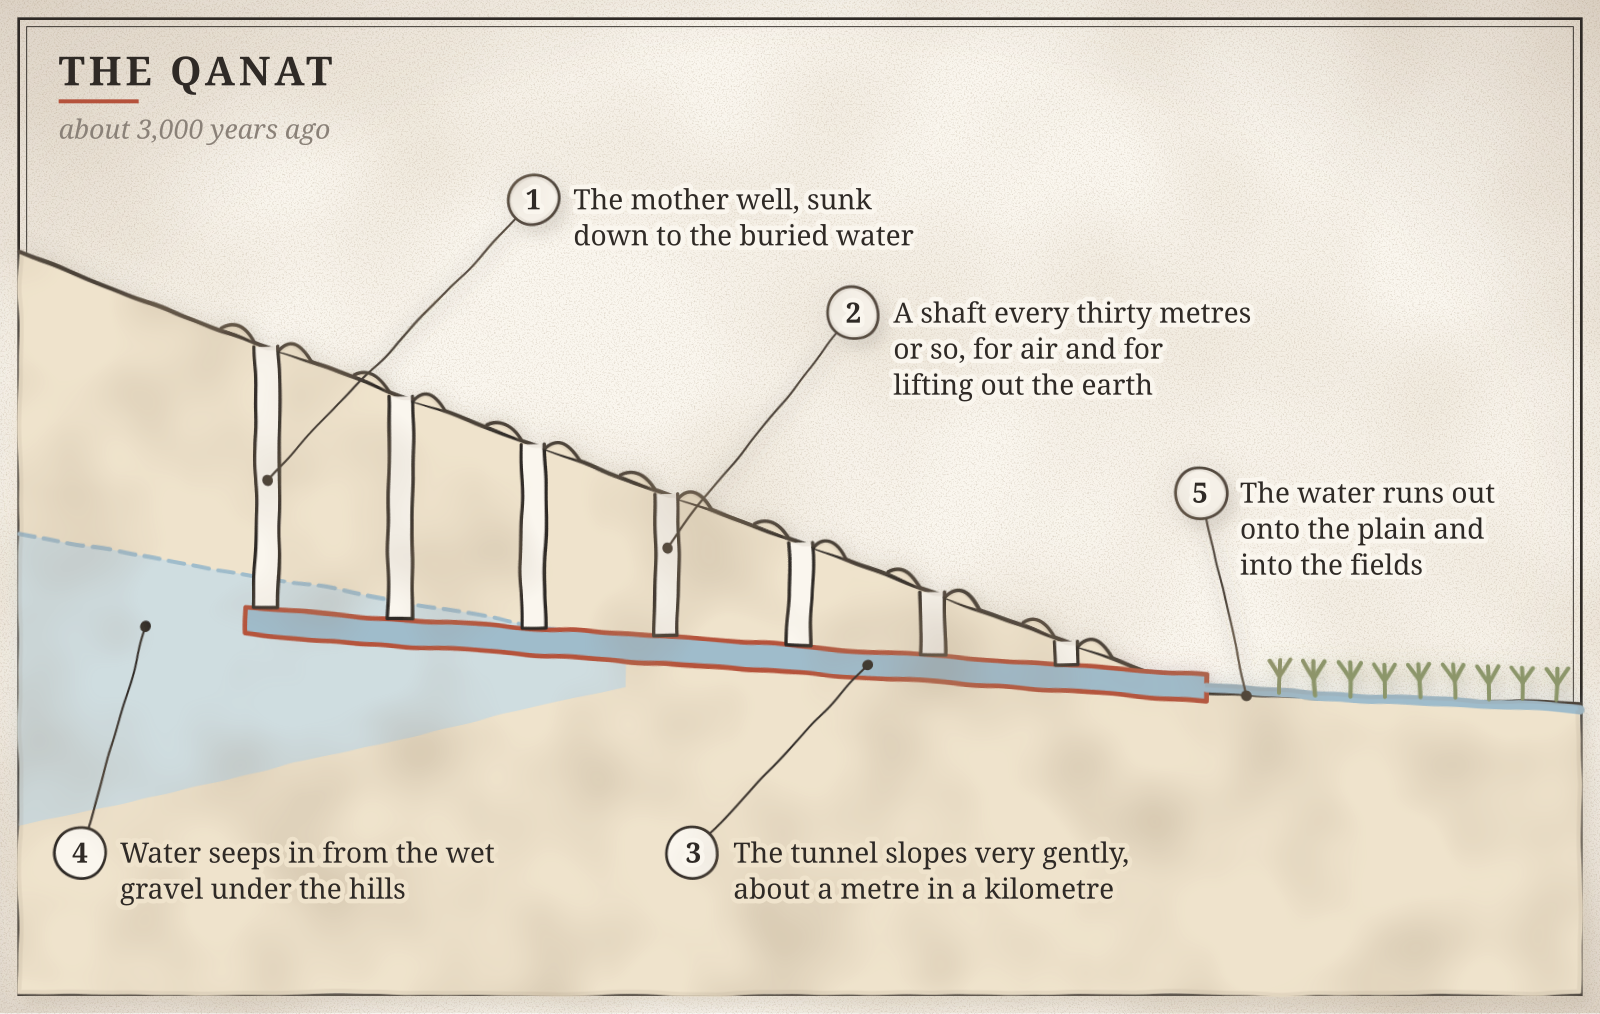 THE QANAT
about 3,000 years ago
1
The mother well, sunk
down to the buried water
2
A shaft every thirty metres
or so, for air and for
lifting out the earth
5
The water runs out
onto the plain and
into the fields
4
Water seeps in from the wet
gravel under the hills
3
The tunnel slopes very gently,
about a metre in a kilometre